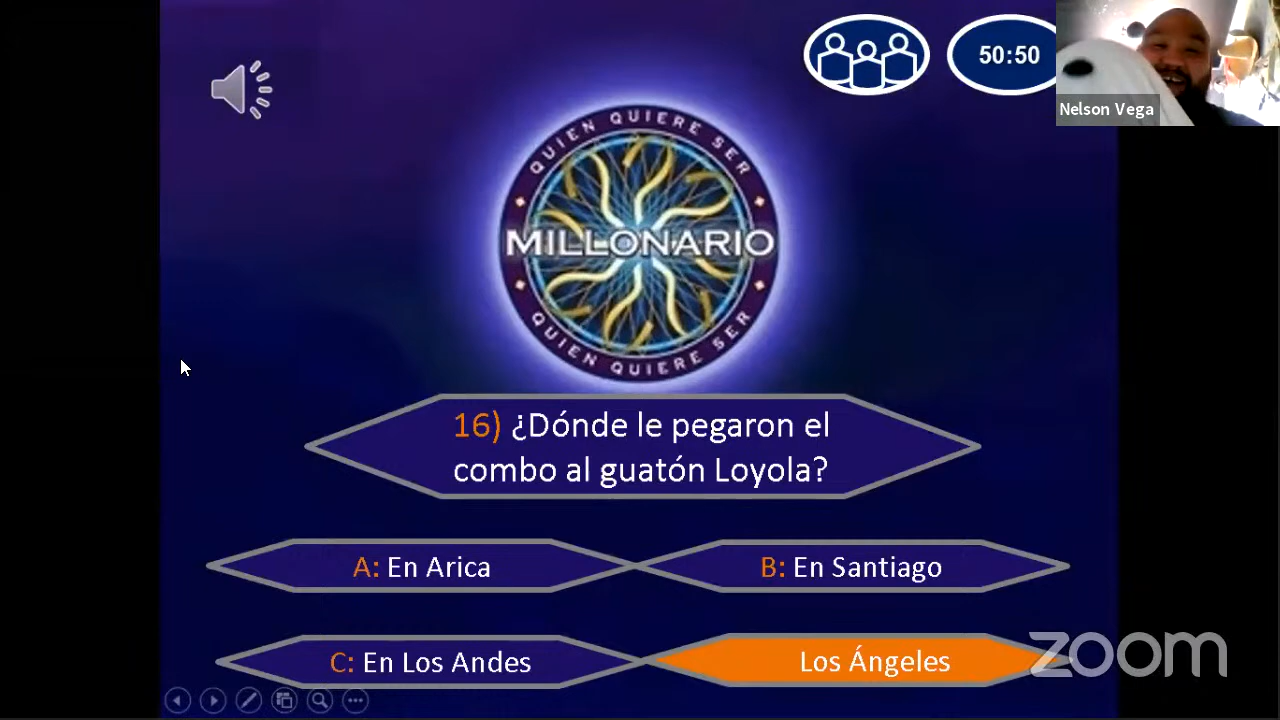 50:50
Nelson Vega
QUIEN QUIERE SER
MILLONARIO
QUIEN QUIERE SER
16) ¿Dónde le pegaron el
combo al guatón Loyola?
A: En Arica
B: En Santiago
C: En Los Andes
Los Ángeles
zoom